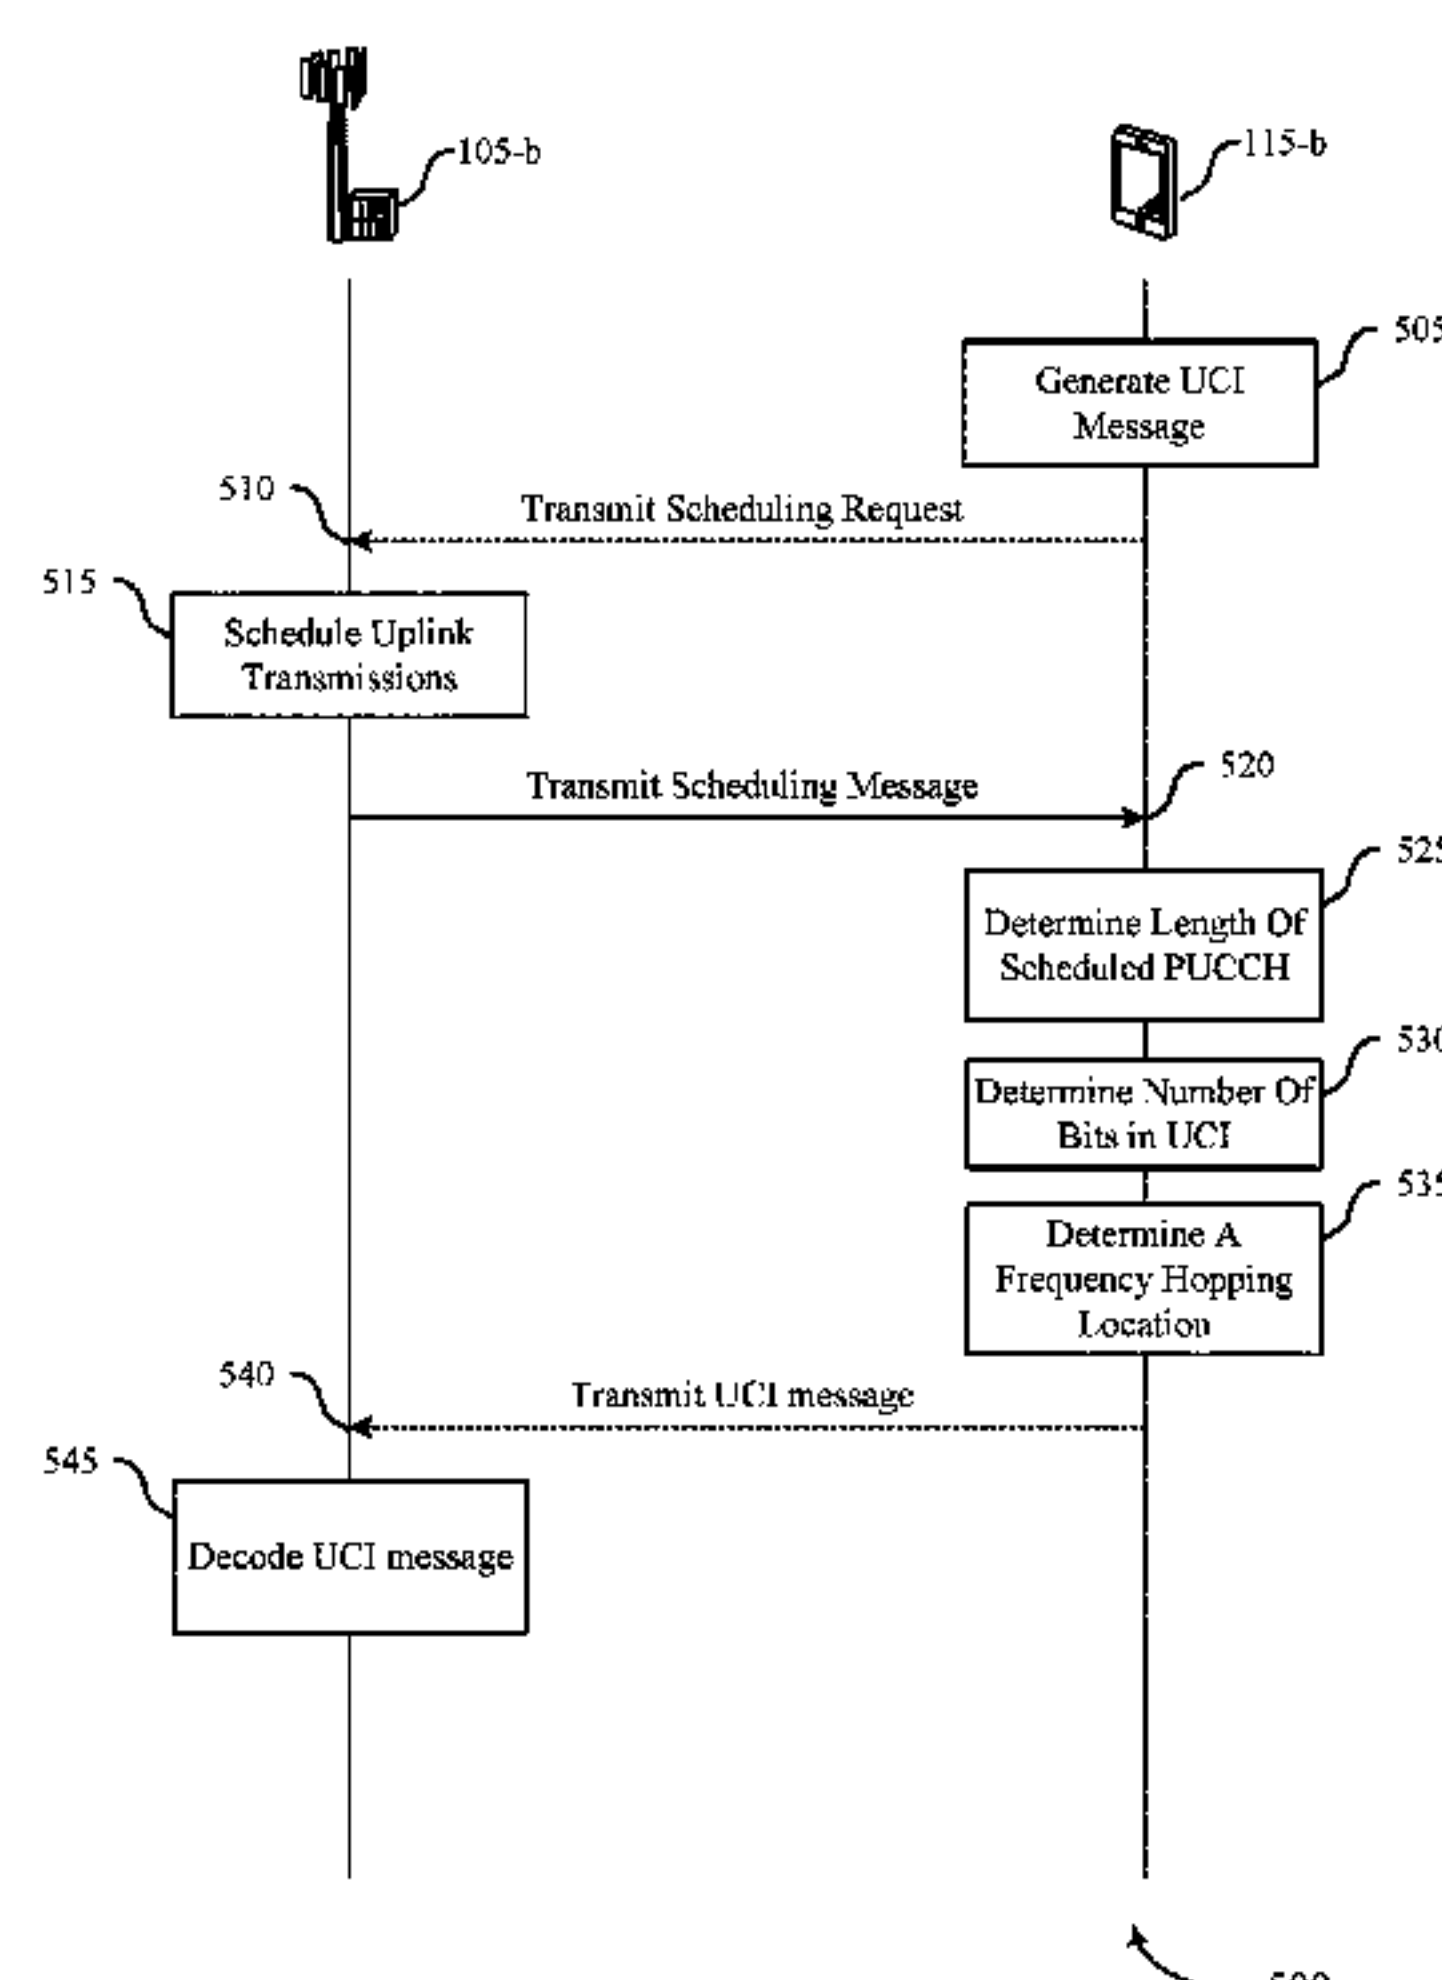 105-b
115-b
505
Generate UCI
Message
510
Transmit Scheduling Request
515
Schedule Uplink
Transmissions
Transmit Scheduling Message
520
525
Determine Length Of
Scheduled PUCCH
530
Determine Number Of
Bits in UCI
535
Determine A
Frequency Hopping
Location
540
Transmit UCI message
545
Decode UCI message